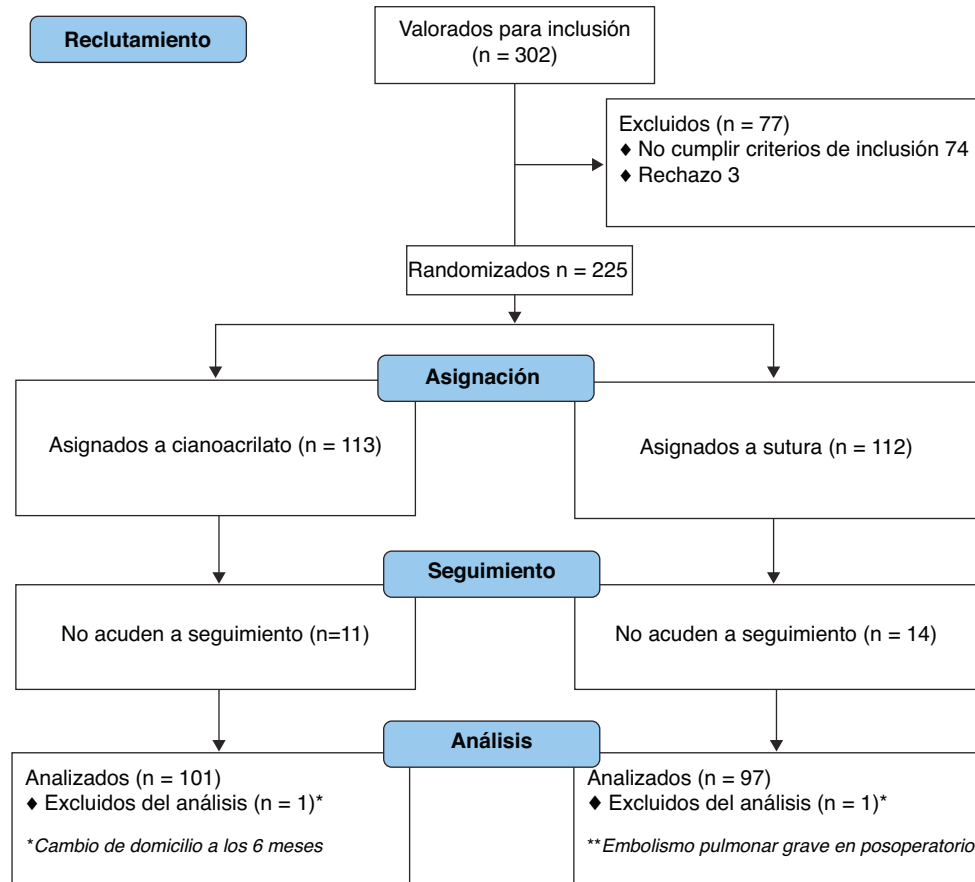 Reclutamiento
Valorados para inclusión
(n = 302)
Excluidos (n = 77)
♦ No cumplir criterios de inclusión 74
♦ Rechazo 3
Randomizados n = 225
Asignación
Asignados a cianoacrilato (n = 113)
Asignados a sutura (n = 112)
Seguimiento
No acuden a seguimiento (n=11)
No acuden a seguimiento (n = 14)
Análisis
Analizados (n = 101)
♦ Excluidos del análisis (n = 1)*
*Cambio de domicilio a los 6 meses
Analizados (n = 97)
♦ Excluidos del análisis (n = 1)*
**Embolismo pulmonar grave en posoperatorio